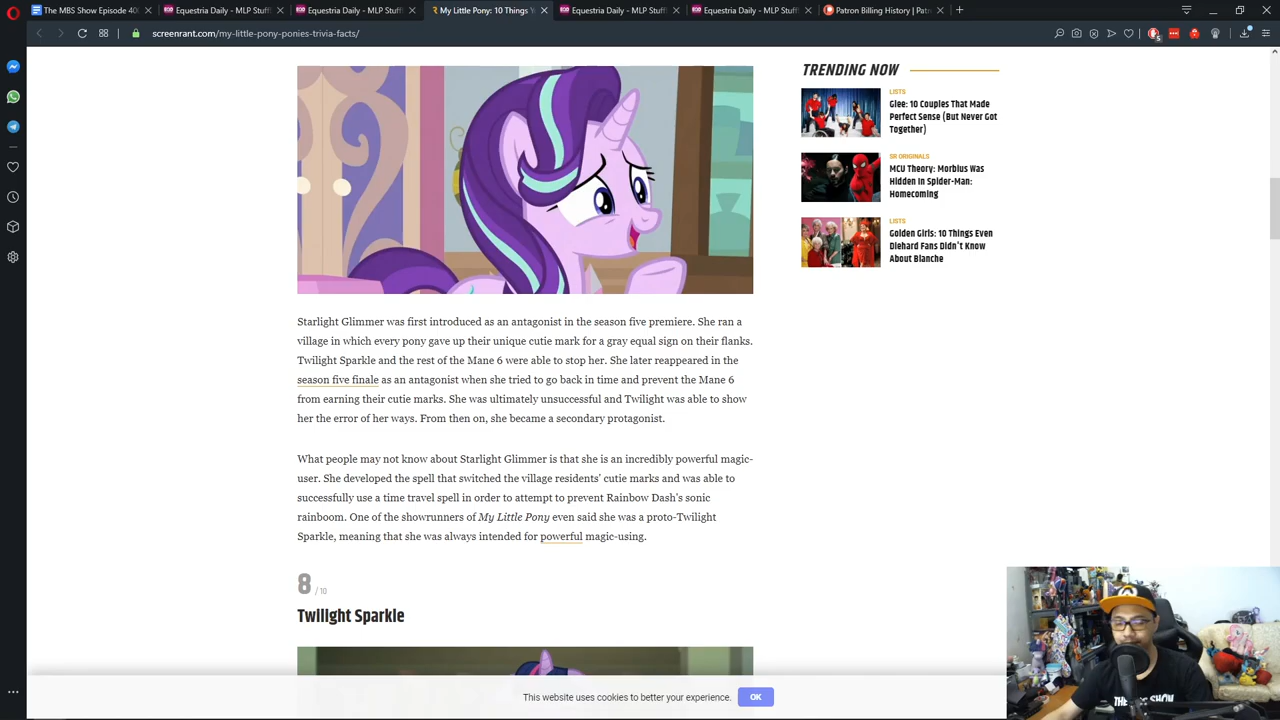 The MBS Show Episode 40
Equestria Daily - MLP Stuff
Equestria Daily - MLP Stuff
My Little Pony: 10 Things
Equestria Daily - MLP Stuff
Equestria Daily - MLP Stuff
Patron Billing History | Pat
screenrant.com/my-little-pony-ponies-trivia-facts/
TRENDING NOW
LISTS
Glee: 10 Couples That Made
Perfect Sense (But Never Got
Together)
SR ORIGINALS
MCU Theory: Morbius Was
Hidden In Spider-Man:
Homecoming
LISTS
Golden Girls: 10 Things Even
Diehard Fans Didn't Know
About Blanche
Starlight Glimmer was first introduced as an antagonist in the season five premiere. She ran a
village in which every pony gave up their unique cutie mark for a gray equal sign on their flanks.
Twilight Sparkle and the rest of the Mane 6 were able to stop her. She later reappeared in the
season five finale as an antagonist when she tried to go back in time and prevent the Mane 6
from earning their cutie marks. She was ultimately unsuccessful and Twilight was able to show
her the error of her ways. From then on, she became a secondary protagonist.
What people may not know about Starlight Glimmer is that she is an incredibly powerful magic-
user. She developed the spell that switched the village residents' cutie marks and was able to
successfully use a time travel spell in order to attempt to prevent Rainbow Dash's sonic
rainboom. One of the showrunners of My Little Pony even said she was a proto-Twilight
Sparkle, meaning that she was always intended for powerful magic-using.
8 / 10
Twilight Sparkle
This website uses cookies to better your experience. OK